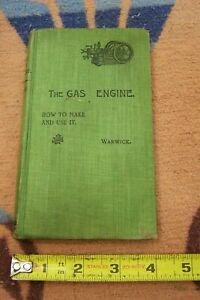 THE GAS ENGINE.
HOW TO MAKE
AND USE IT.
WARWICK.
1 2 3 4 5